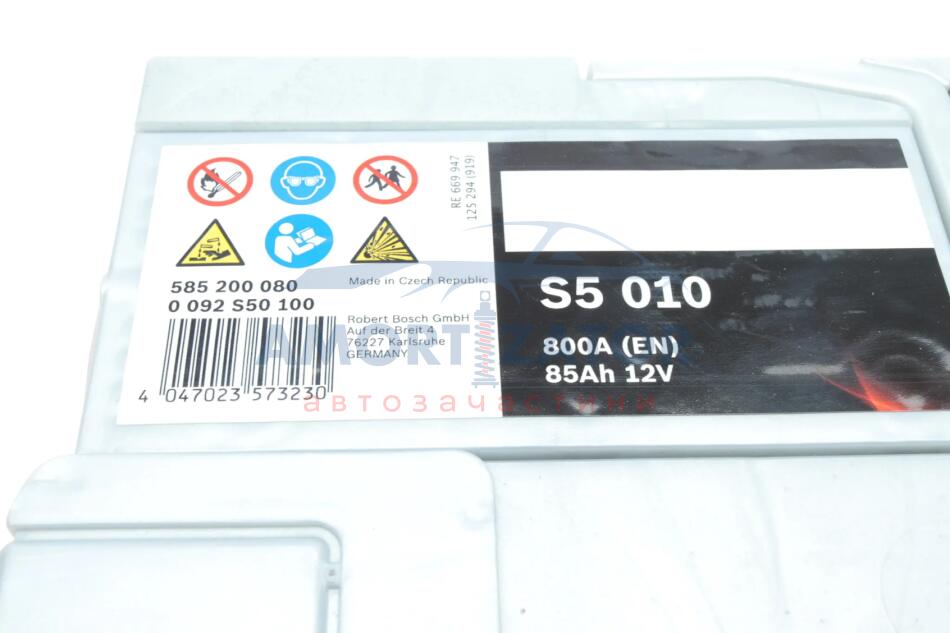 RE 669 947
125 294 (919)
585 200 080
0 092 S50 100
Made in Czech Republic
Robert Bosch GmbH
Auf der Breit 4
76227 Karlsruhe
GERMANY
4 047023 573230
S5 010
800A (EN)
85Ah 12V
AMORTIZATOR
автозачастини